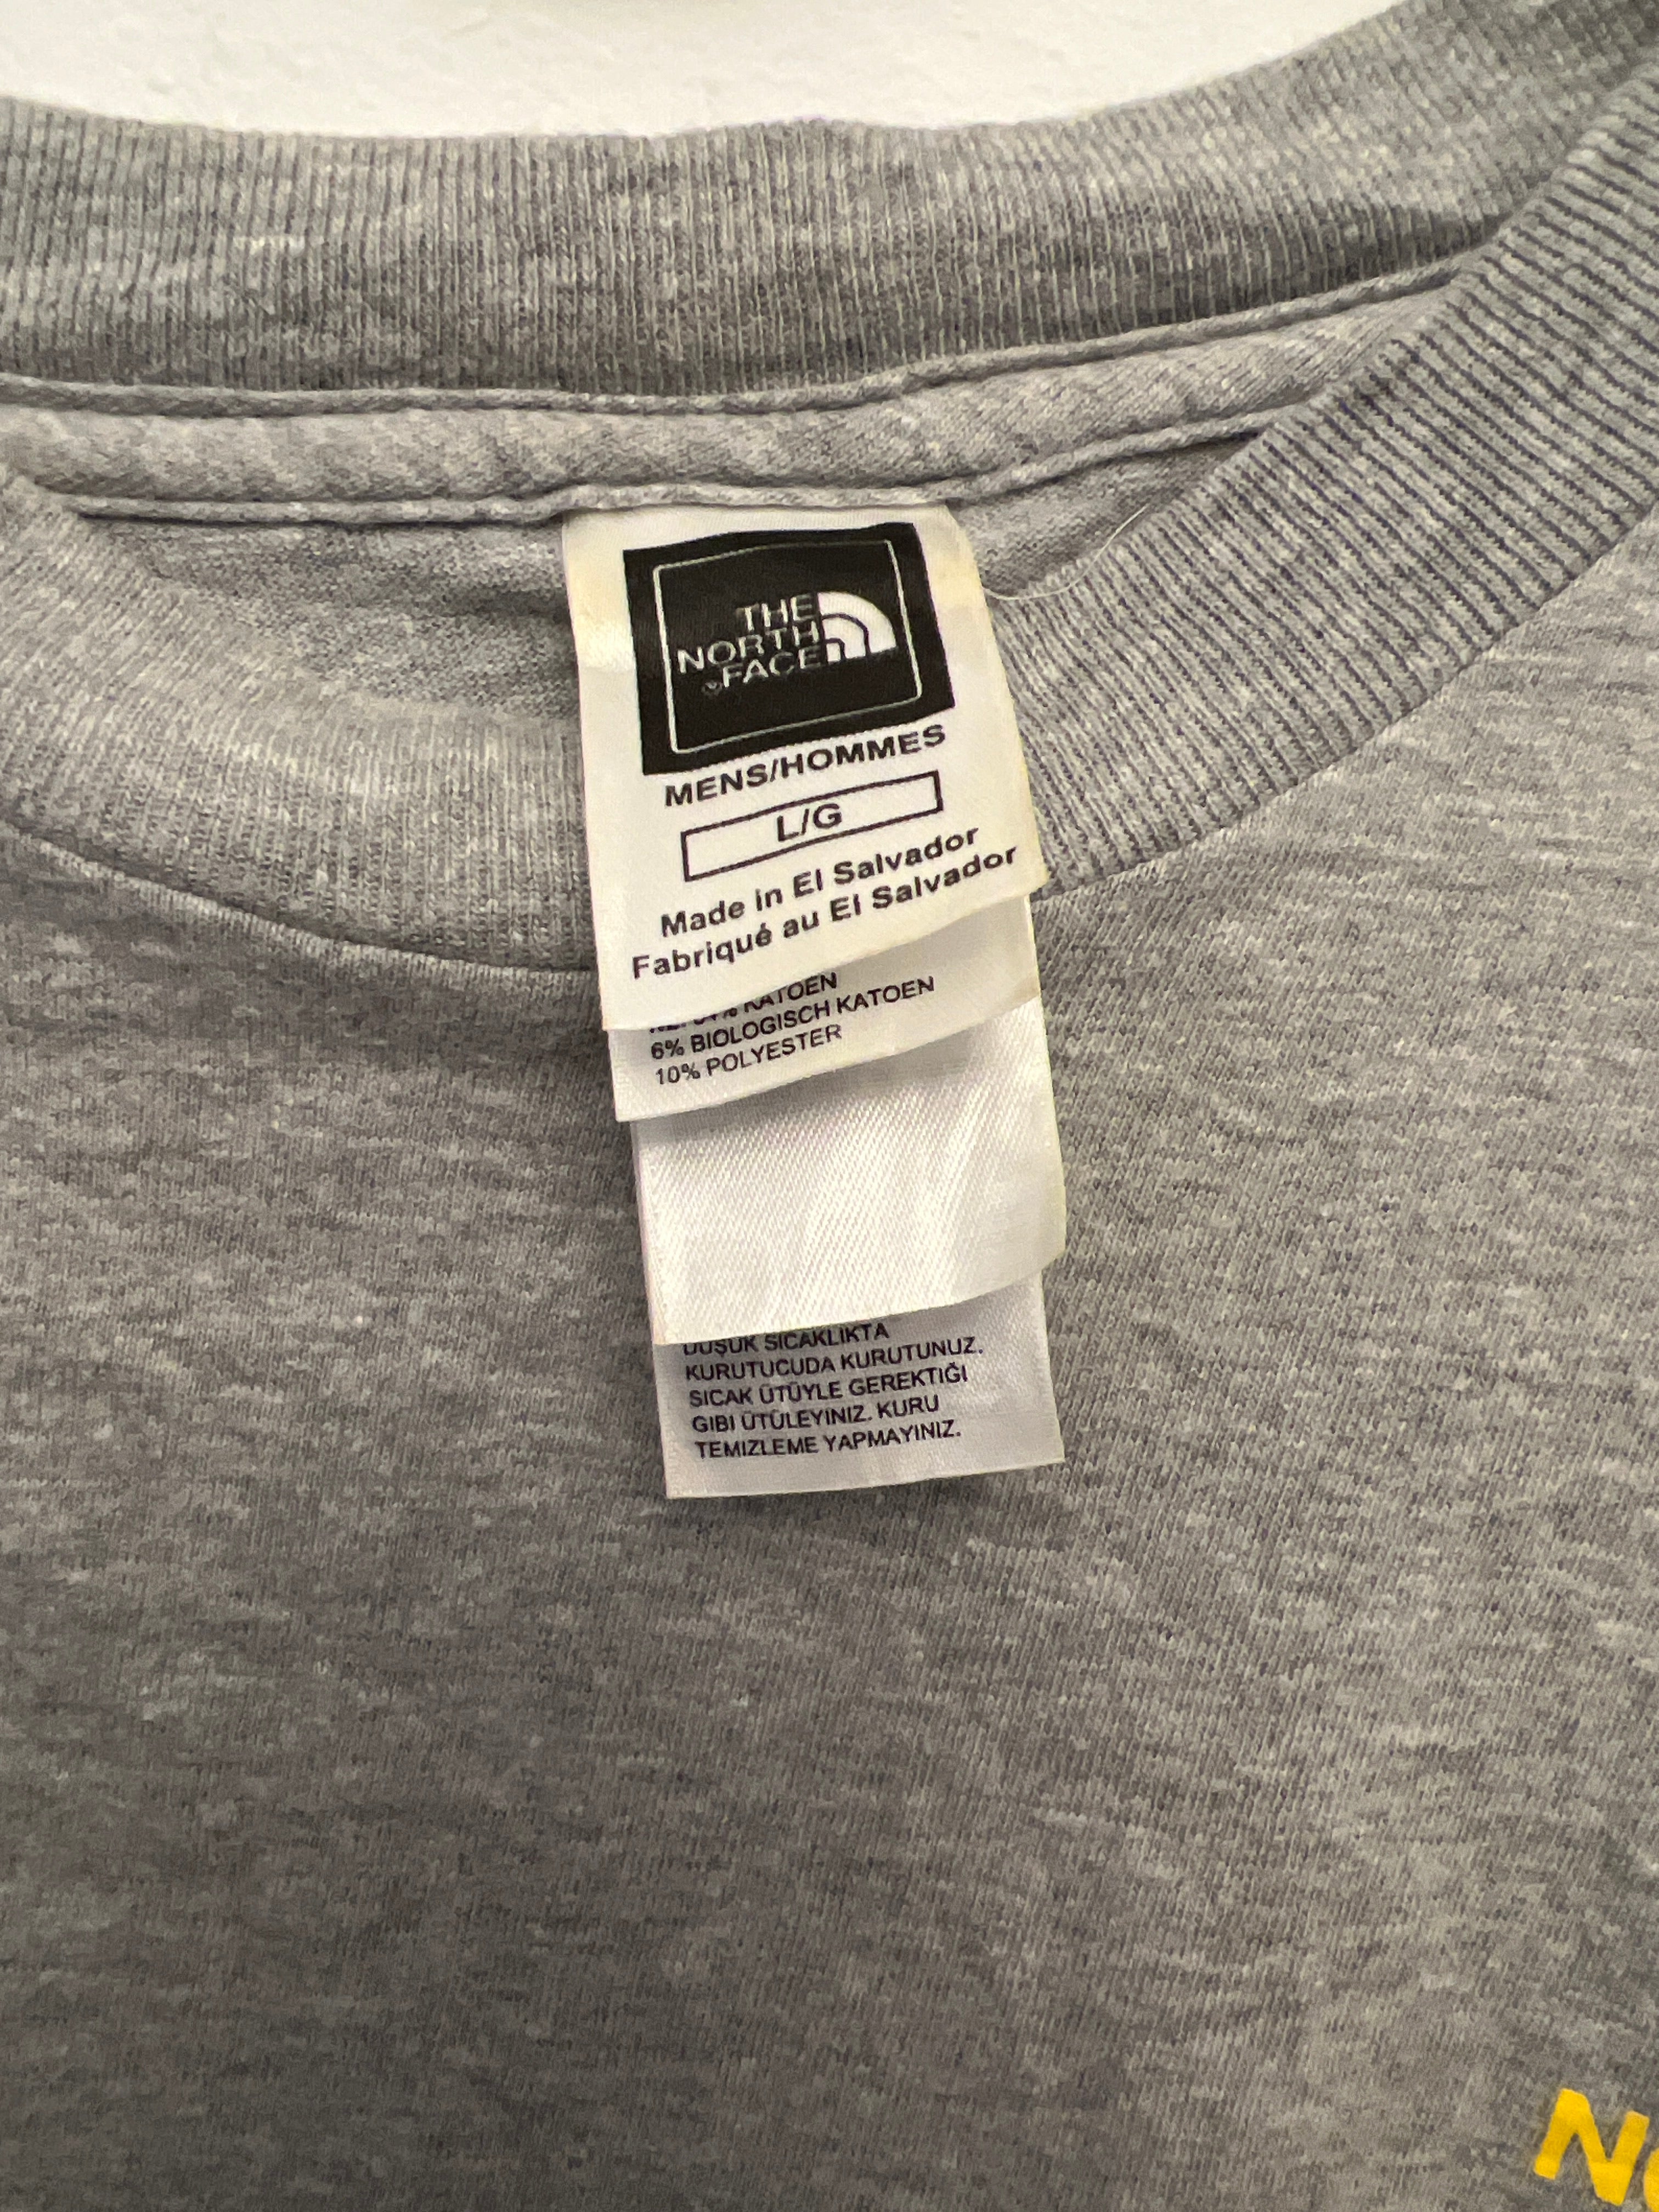 THE
NORTH
FACE
MENS/HOMMES
L/G
Made in El Salvador
Fabriqué au El Salvador
KATOEN
6% BIOLOGISCH KATOEN
10% POLYESTER
DÜŞÜK SICAKLIKTA
KURUTUCUDA KURUTUNUZ.
SICAK ÜTÜYLE GEREKTIĞI
GIBI ÜTÜLEYINIZ. KURU
TEMIZLEME YAPMAYINIZ.